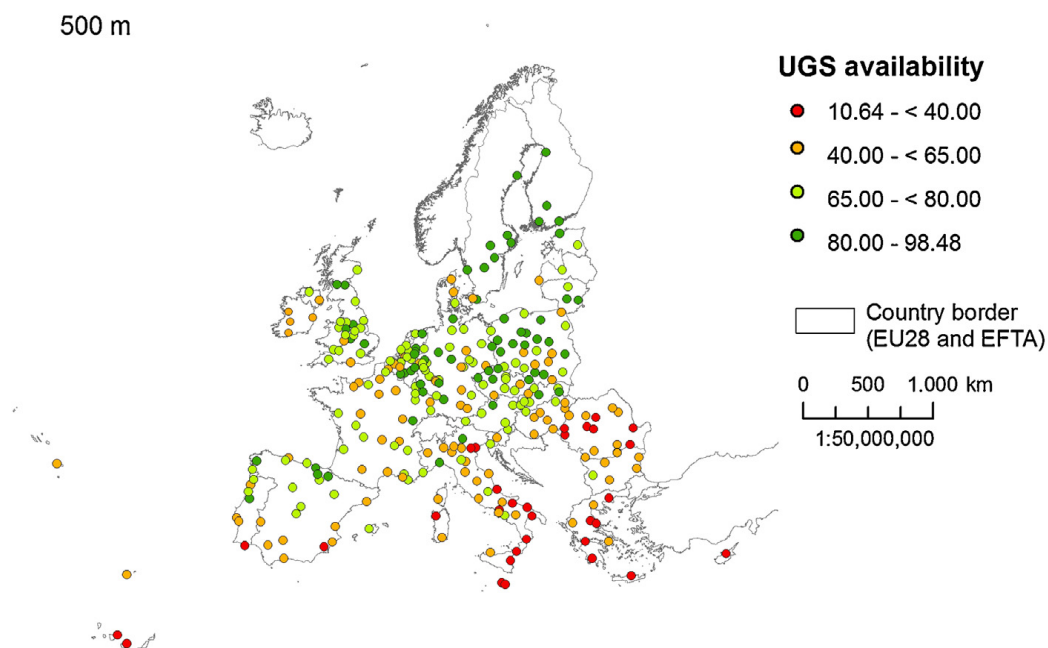 500 m
UGS availability
10.64 - < 40.00
40.00 - < 65.00
65.00 - < 80.00
80.00 - 98.48
Country border
(EU28 and EFTA)
0 500 1.000 km
1:50,000,000